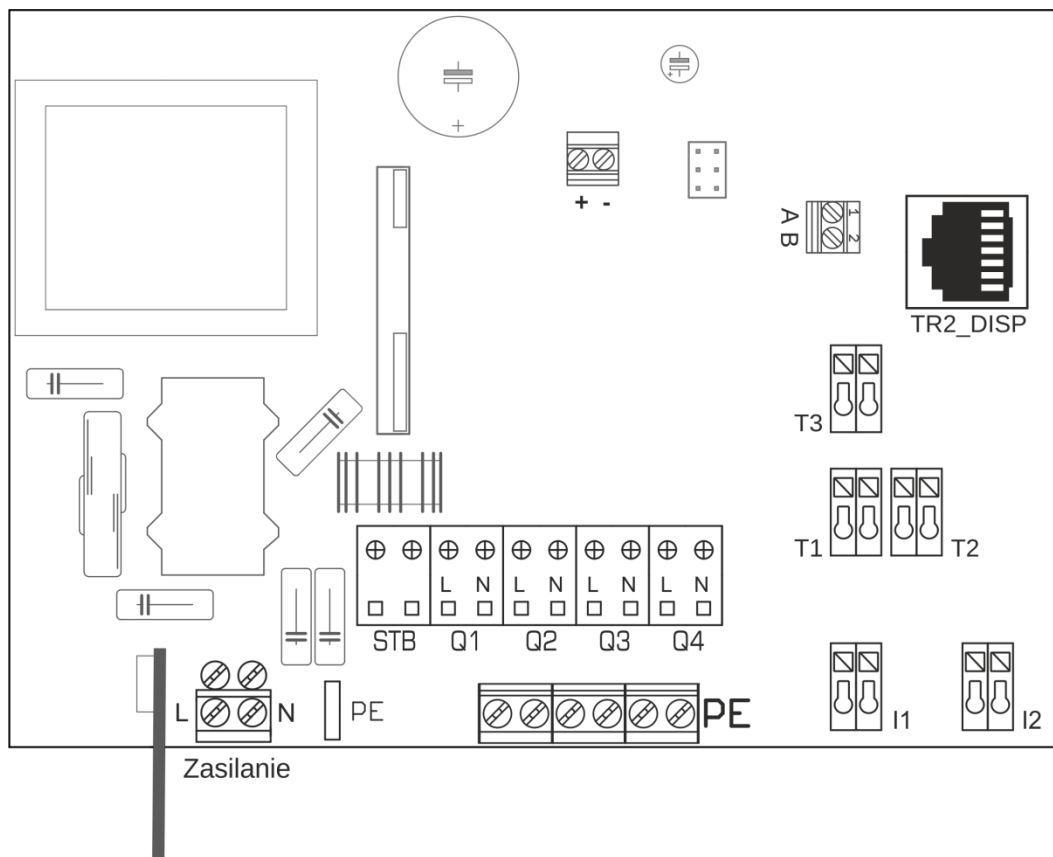 +
+ -
A 1
B 2
TR2_DISP
T3
T1 T2
L N L N L N L N
STB Q1 Q2 Q3 Q4
L N PE PE I1 I2
Zasilanie